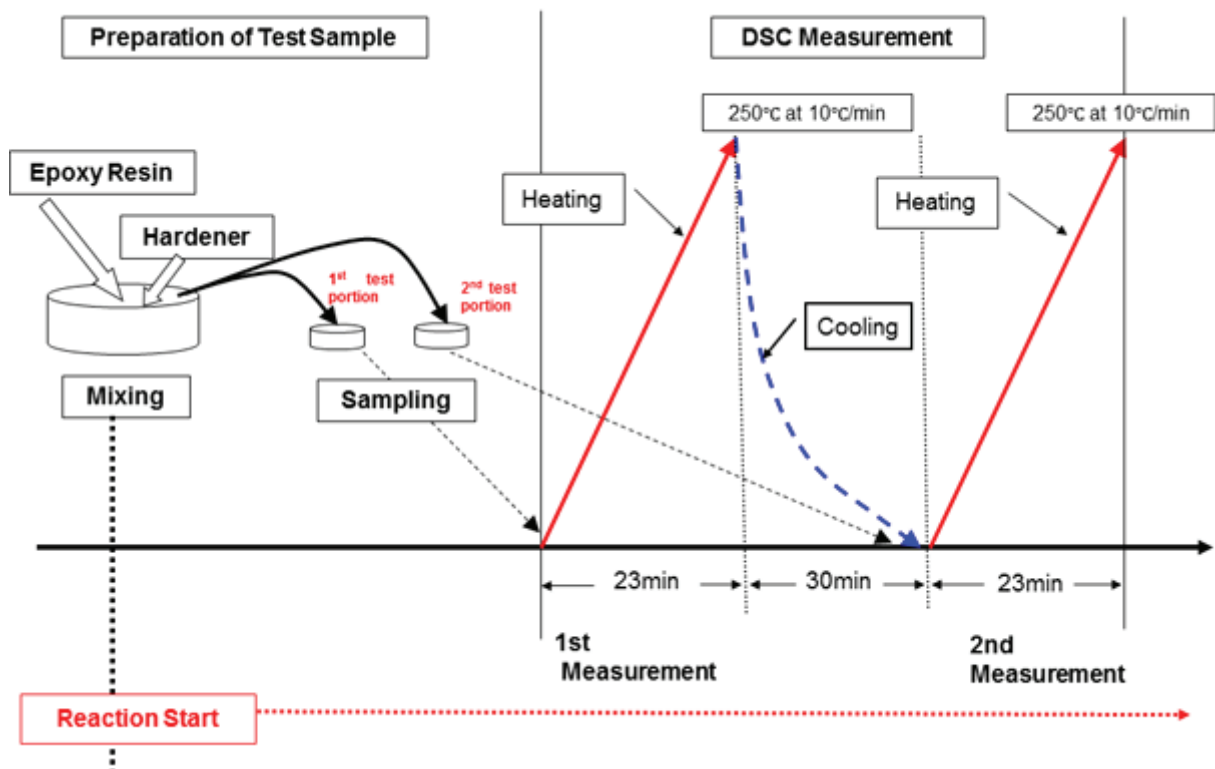 Preparation of Test Sample
DSC Measurement
250℃ at 10℃/min
250℃ at 10℃/min
Epoxy Resin
Hardener
Heating
Heating
1st test
portion
2nd test
portion
Cooling
Mixing
Sampling
23min
30min
23min
1st
Measurement
2nd
Measurement
Reaction Start